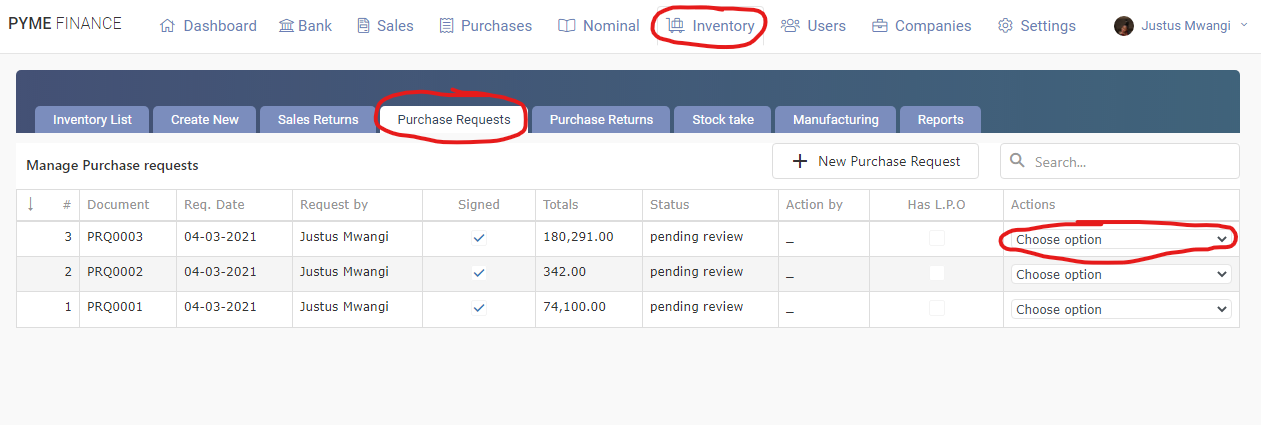 PYME FINANCE Dashboard Bank Sales Purchases Nominal Inventory Users Companies Settings Justus Mwangi
Inventory List Create New Sales Returns Purchase Requests Purchase Returns Stock take Manufacturing Reports
Manage Purchase requests New Purchase Request Search...
# Document Req. Date Request by Signed Totals Status Action by Has L.P.O Actions
3 PRQ0003 04-03-2021 Justus Mwangi 180,291.00 pending review _ Choose option
2 PRQ0002 04-03-2021 Justus Mwangi 342.00 pending review _ Choose option
1 PRQ0001 04-03-2021 Justus Mwangi 74,100.00 pending review _ Choose option